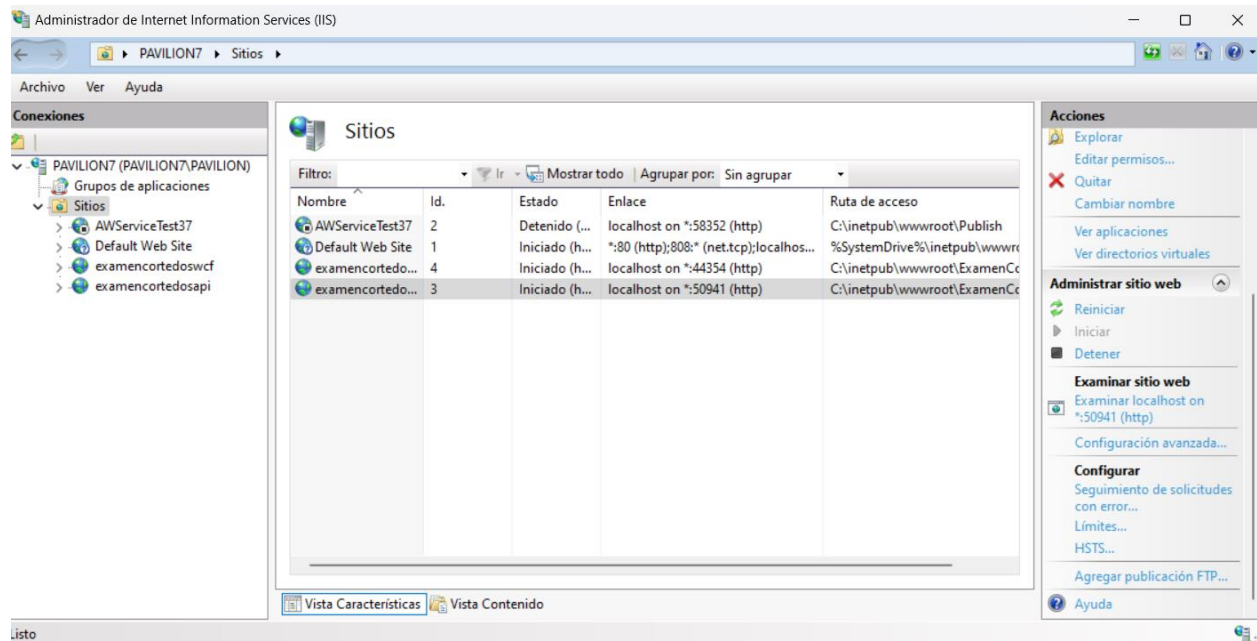 Administrador de Internet Information Services (IIS)
PAVILION7 Sitios
Archivo Ver Ayuda
Conexiones
PAVILION7 (PAVILION7\PAVILION)
Grupos de aplicaciones
Sitios
AWServiceTest37
Default Web Site
examencortedoswcf
examencortedosapi
Sitios
Filtro: Ir Mostrar todo Agrupar por: Sin agrupar
Nombre Id. Estado Enlace Ruta de acceso
AWServiceTest37 2 Detenido (... localhost on *:58352 (http) C:\inetpub\wwwroot\Publish
Default Web Site 1 Iniciado (h... *:80 (http);808:* (net.tcp);localhos... %SystemDrive%\inetpub\wwwro
examencortedo... 4 Iniciado (h... localhost on *:44354 (http) C:\inetpub\wwwroot\ExamenCo
examencortedo... 3 Iniciado (h... localhost on *:50941 (http) C:\inetpub\wwwroot\ExamenCo
Vista Características Vista Contenido
Acciones
Explorar
Editar permisos...
Quitar
Cambiar nombre
Ver aplicaciones
Ver directorios virtuales
Administrar sitio web
Reiniciar
Iniciar
Detener
Examinar sitio web
Examinar localhost on
*:50941 (http)
Configuración avanzada...
Configurar
Seguimiento de solicitudes
con error...
Límites...
HSTS...
Agregar publicación FTP...
Ayuda
Listo